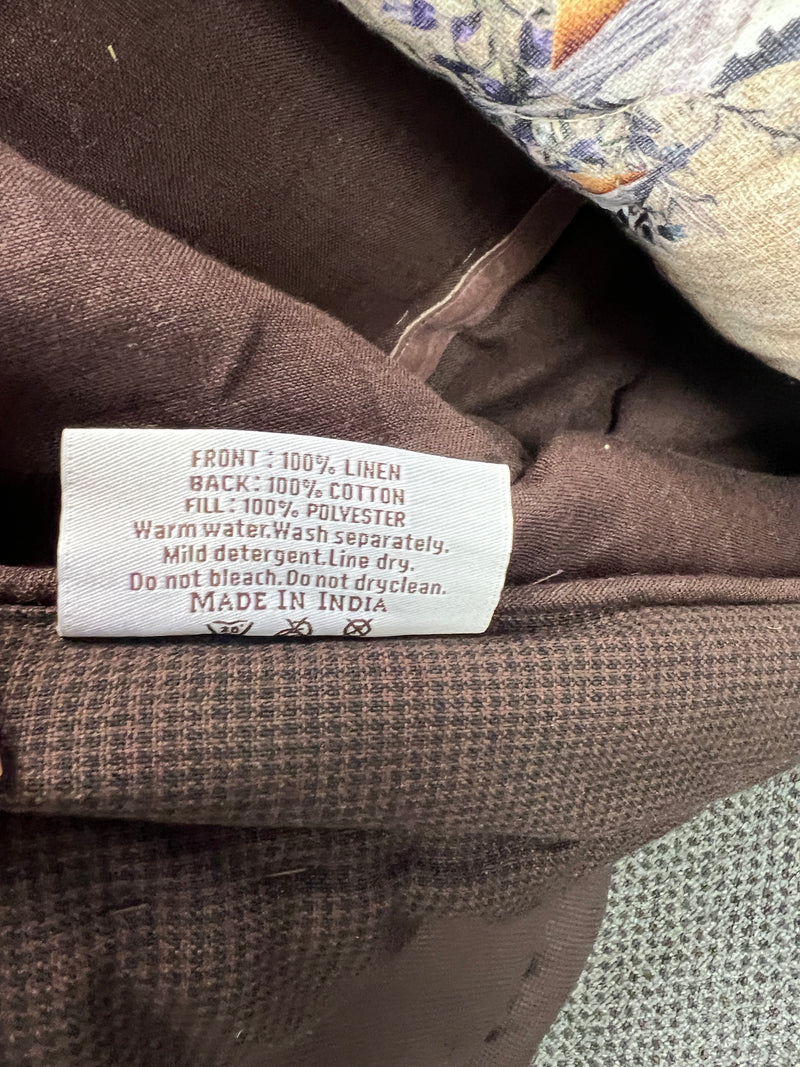 FRONT : 100% LINEN
BACK : 100% COTTON
FILL : 100% POLYESTER
Warm water.Wash separately.
Mild detergent.Line dry.
Do not bleach. Do not dryclean.
MADE IN INDIA
30°